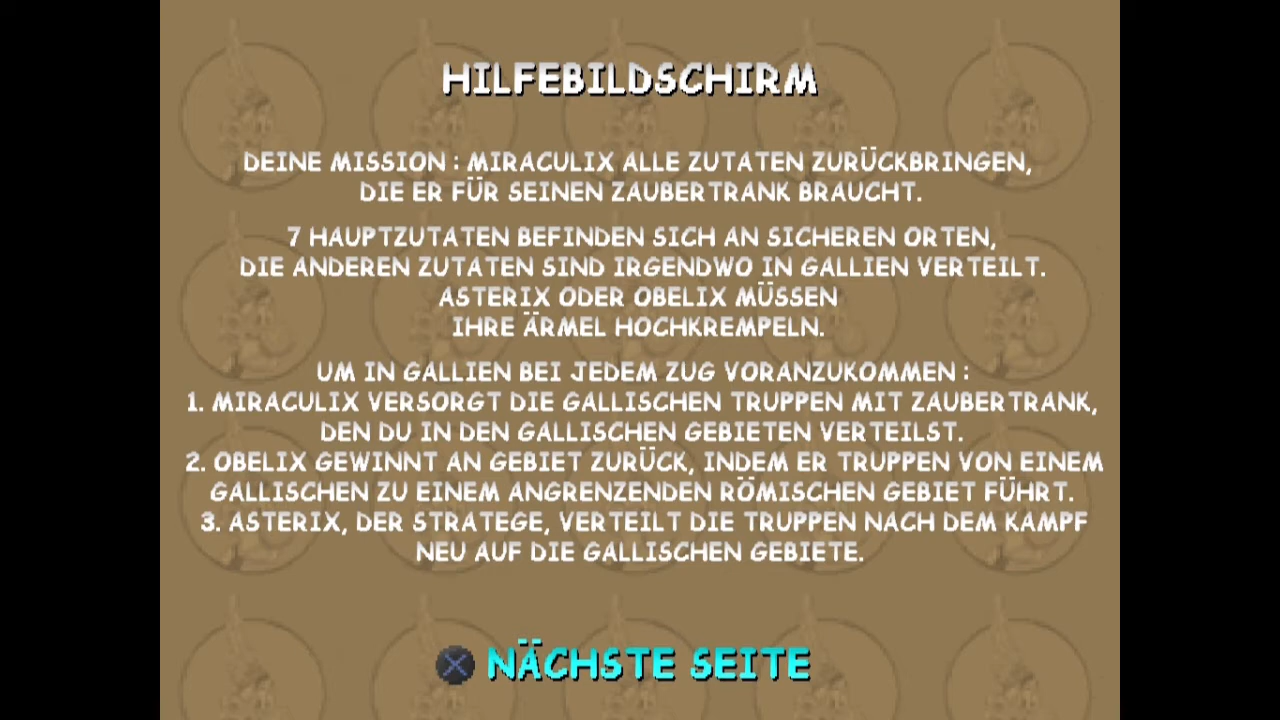 HILFEBILDSCHIRM
DEINE MISSION : MIRACULIX ALLE ZUTATEN ZURÜCKBRINGEN,
DIE ER FÜR SEINEN ZAUBERTRANK BRAUCHT.
7 HAUPTZUTATEN BEFINDEN SICH AN SICHEREN ORTEN,
DIE ANDEREN ZUTATEN SIND IRGENDWO IN GALLIEN VERTEILT.
ASTERIX ODER OBELIX MÜSSEN
IHRE ÄRMEL HOCHKREMPELN.
UM IN GALLIEN BEI JEDEM ZUG VORANZUKOMMEN :
1. MIRACULIX VERSORGT DIE GALLISCHEN TRUPPEN MIT ZAUBERTRANK,
DEN DU IN DEN GALLISCHEN GEBIETEN VERTEILST.
2. OBELIX GEWINNT AN GEBIET ZURÜCK, INDEM ER TRUPPEN VON EINEM
GALLISCHEN ZU EINEM ANGRENZENDEN RÖMISCHEN GEBIET FÜHRT.
3. ASTERIX, DER STRATEGE, VERTEILT DIE TRUPPEN NACH DEM KAMPF
NEU AUF DIE GALLISCHEN GEBIETE.
NÄCHSTE SEITE